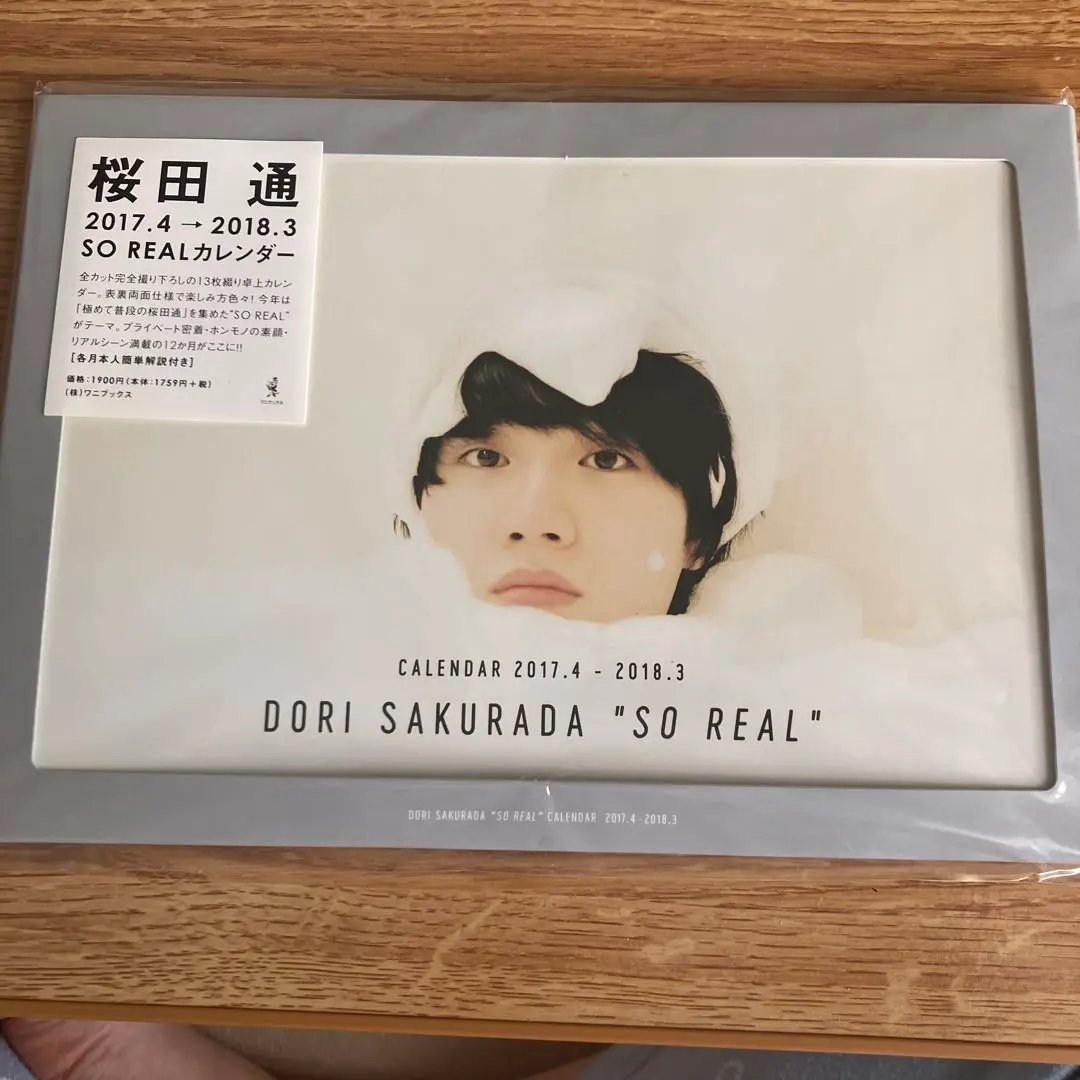 桜田 通
2017.4 → 2018.3
SO REALカレンダー
全カット完全撮り下ろしの13枚綴り卓上カレン
ダー。表裏両面仕様で楽しみ方色々! 今年は
「極めて普段の桜田通」を集めた"SO REAL"
がテーマ。プライベート密着・ホンモノの素顔・
リアルシーン満載の12か月がここに!!
[各月本人簡単解説付き]
価格:1900円(本体:1759円+税)
(株)ワニブックス
ワニブックス
CALENDAR 2017.4 - 2018.3
DORI SAKURADA "SO REAL"
DORI SAKURADA "SO REAL" CALENDAR 2017.4-2018.3